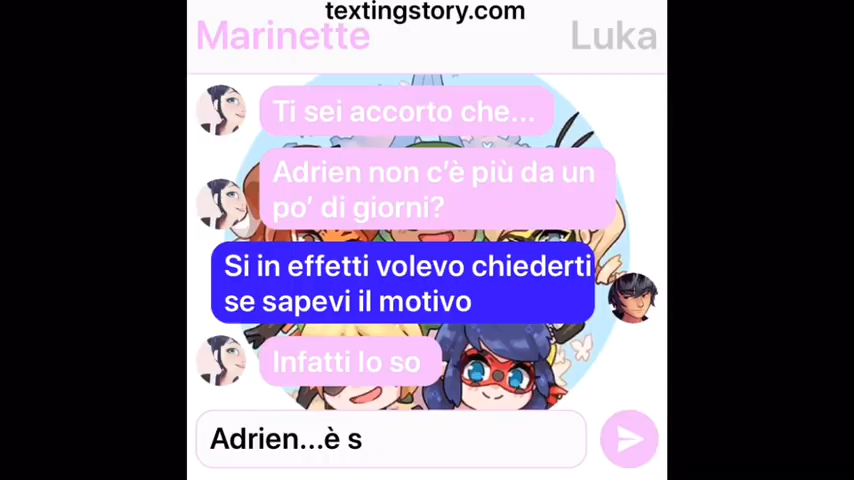 textingstory.com
Marinette
Luka
Ti sei accorto che...
Adrien non c'è più da un
po' di giorni?
Si in effetti volevo chiederti
se sapevi il motivo
Infatti lo so
Adrien...è s